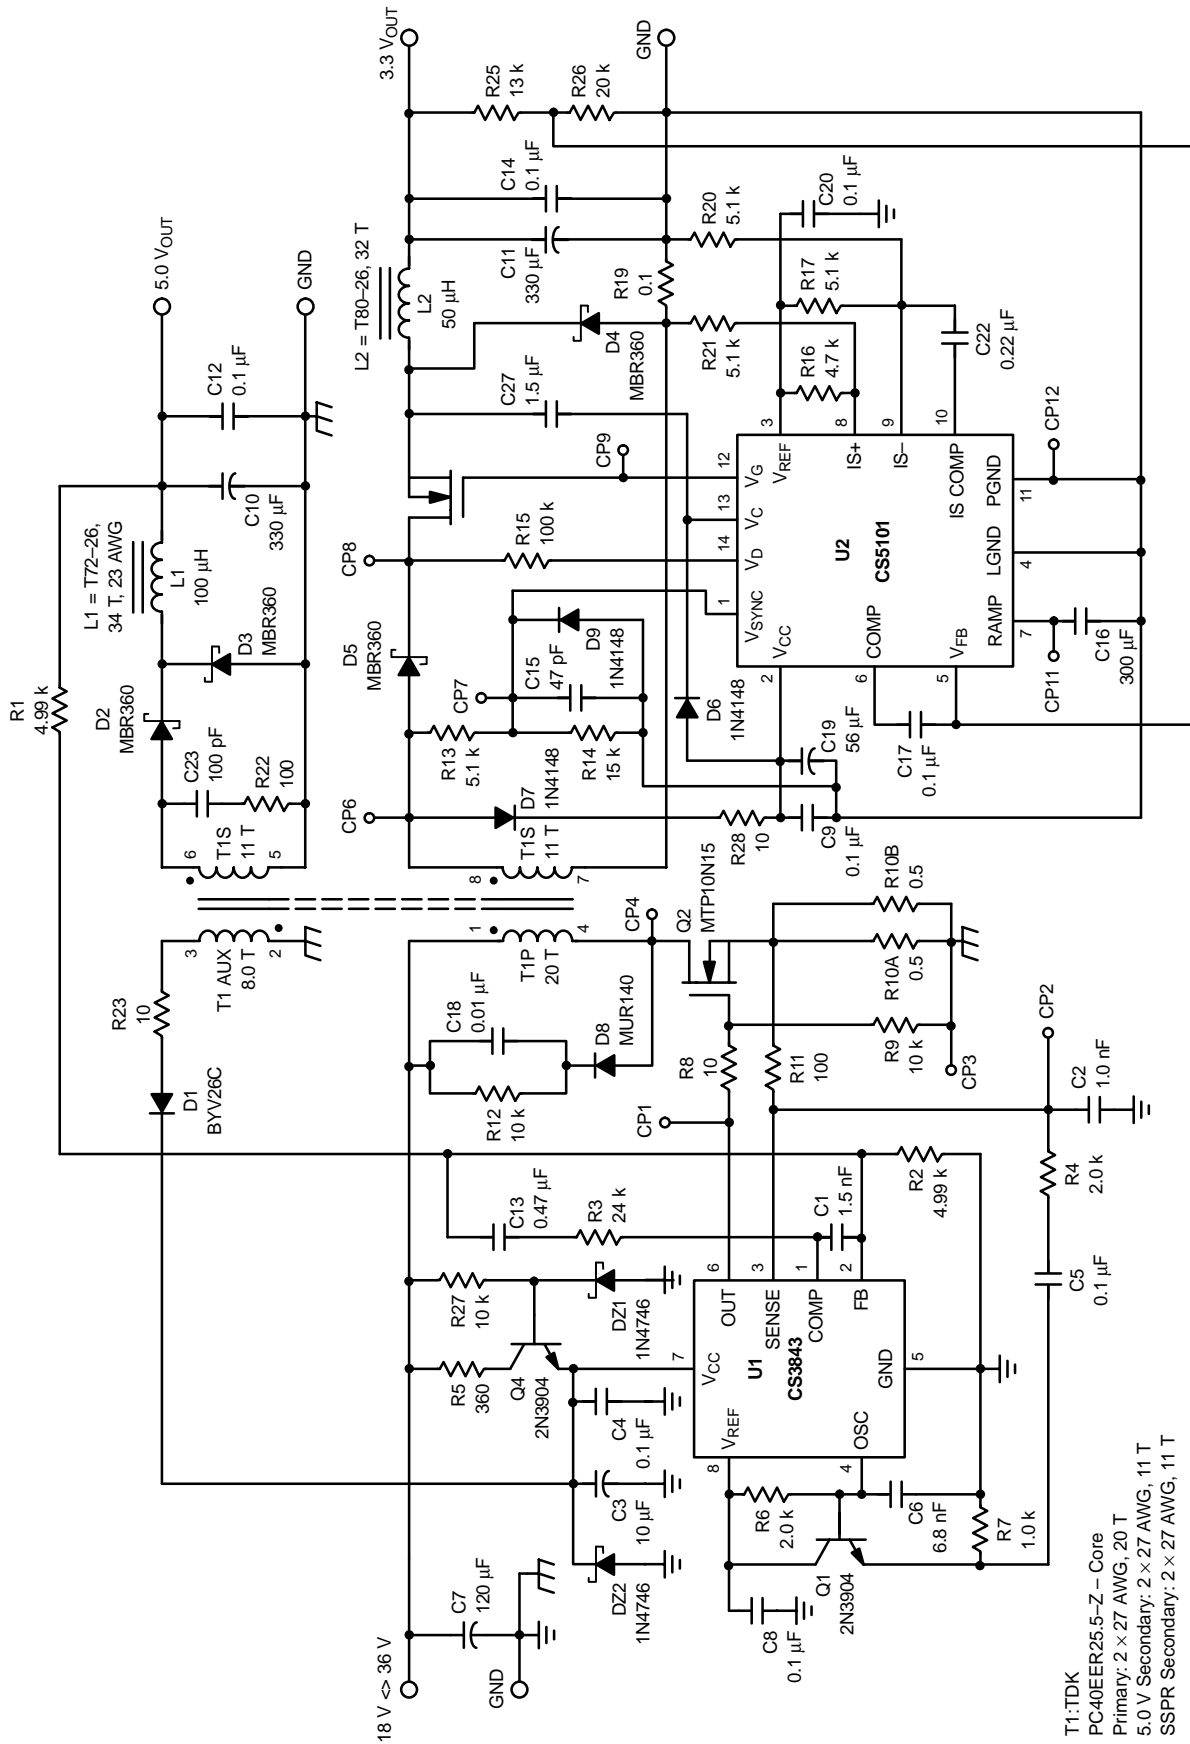 18 V <> 36 V
GND
C7
120 µF
DZ2
1N4746
C3
10 µF
C4
0.1 µF
R5
360
Q4
2N3904
R27
10 k
DZ1
1N4746
C13
0.47 µF
R3
24 k
C1
1.5 nF
R2
4.99 k
R1
4.99 k
D1
BYV26C
R23
10
T1 AUX
8.0 T
3
2
R12
10 k
C18
0.01 µF
D8
MUR140
T1P
20 T
1
4
CP4
Q2
MTP10N15
CP1
R8
10
R11
100
R9
10 k
R10A
0.5
R10B
0.5
CP3
CP2
C2
1.0 nF
R4
2.0 k
C5
0.1 µF
U1
CS3843
VREF
8
VCC
7
OUT
6
SENSE
3
COMP
1
FB
2
GND
5
OSC
4
C8
0.1 µF
R6
2.0 k
Q1
2N3904
C6
6.8 nF
R7
1.0 k
T1:TDK
PC40EER25.5–Z – Core
Primary: 2 × 27 AWG, 20 T
5.0 V Secondary: 2 × 27 AWG, 11 T
SSPR Secondary: 2 × 27 AWG, 11 T
T1S
11 T
6
5
C23
100 pF
R22
100
D2
MBR360
D3
MBR360
L1 = T72–26,
34 T, 23 AWG
L1
100 µH
C10
330 µF
C12
0.1 µF
5.0 VOUT
GND
T1S
11 T
8
7
CP6
D7
1N4148
R28
10
C9
0.1 µF
C19
56 µF
R13
5.1 k
R14
15 k
CP7
C15
47 pF
D9
1N4148
D5
MBR360
D6
1N4148
CP8
R15
100 k
CP9
C27
1.5 µF
L2 = T80–26, 32 T
L2
50 µH
D4
MBR360
C11
330 µF
C14
0.1 µF
R19
0.1
R20
5.1 k
R21
5.1 k
R25
13 k
R26
20 k
3.3 VOUT
GND
U2
CS5101
VCC
2
VSYNC
1
VD
14
VC
13
VG
12
VREF
3
IS+
8
IS–
9
IS COMP
10
PGND
11
LGND
4
RAMP
7
VFB
5
COMP
6
R16
4.7 k
R17
5.1 k
C20
0.1 µF
C22
0.22 µF
CP12
CP11
C16
300 µF
C17
0.1 µF